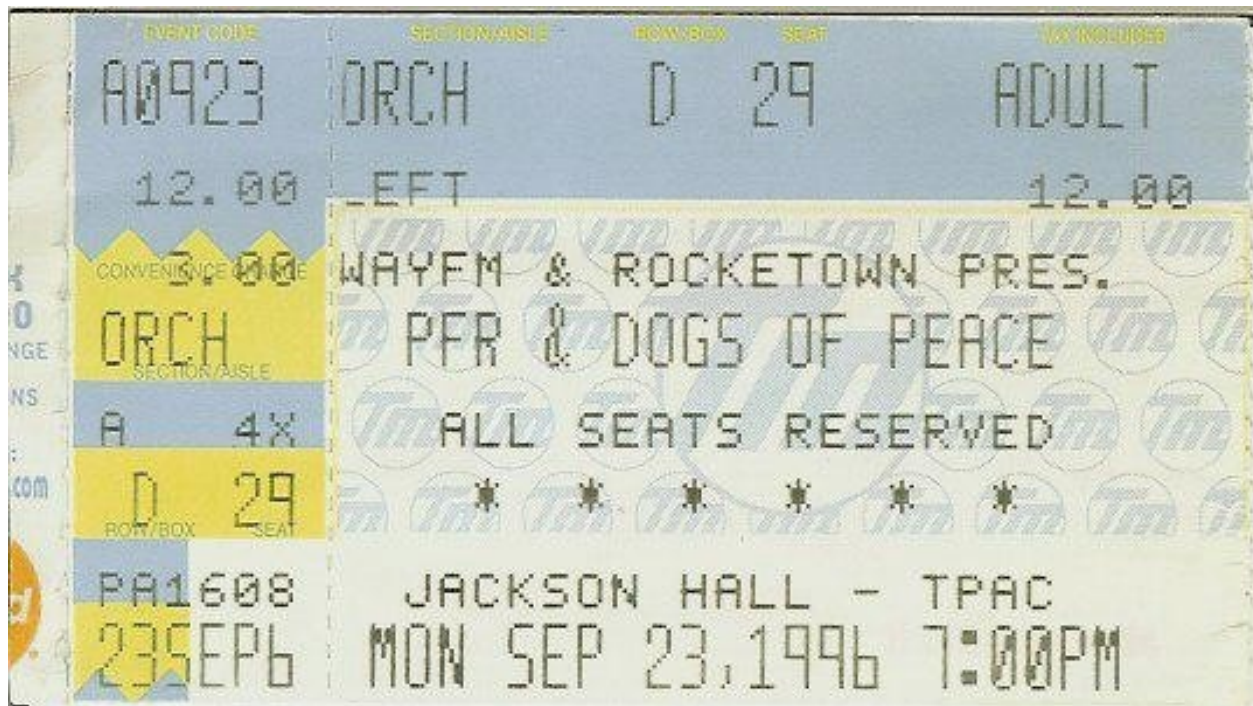 EVENT CODE SECTION/AISLE ROW/BOX SEAT TAX INCLUDED
A0923 ORCH D 29 ADULT
12.00 LEFT 12.00
3.00 WAYFM & ROCKETOWN PRES.
CONVENIENCE CHARGE
ORCH PFR & DOGS OF PEACE
SECTION/AISLE
A 4X ALL SEATS RESERVED
D 29 * * * * * *
ROW/BOX SEAT
PA1608 JACKSON HALL - TPAC
23SEP6 MON SEP 23,1996 7:00PM